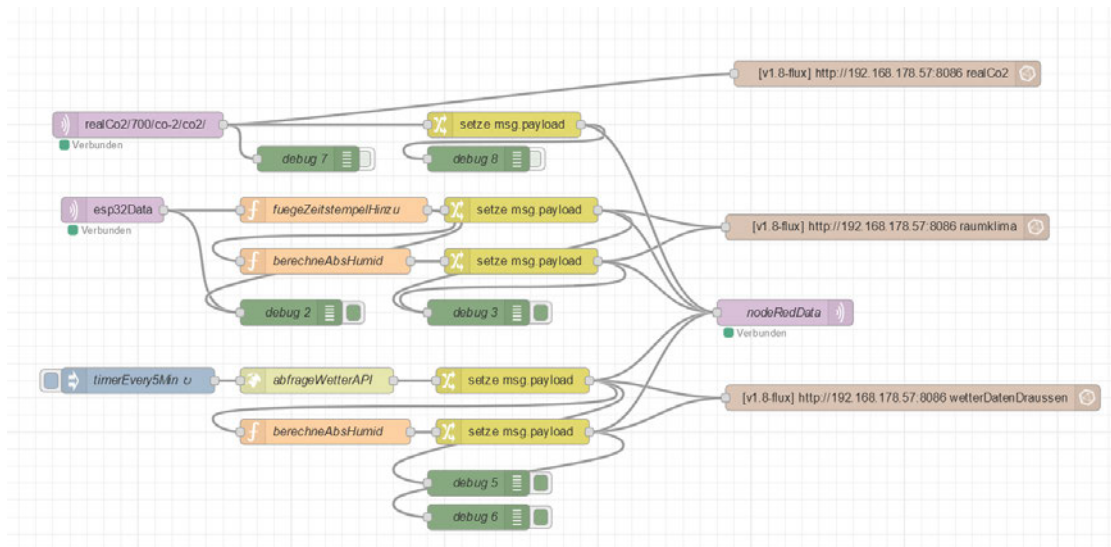 [v1.8-flux] http://192.168.178.57:8086 realCo2
realCo2/700/co-2/co2/
setze msg.payload
Verbunden
debug 7
debug 8
esp32Data
fuegeZeitstempelHinzu
setze msg.payload
Verbunden
[v1.8-flux] http://192.168.178.57:8086 raumklima
berechneAbsHumid
setze msg.payload
debug 2
debug 3
nodeRedData
Verbunden
timerEvery5Min ↻
abfrageWetterAPI
setze msg.payload
[v1.8-flux] http://192.168.178.57:8086 wetterDatenDraussen
berechneAbsHumid
setze msg.payload
debug 5
debug 6